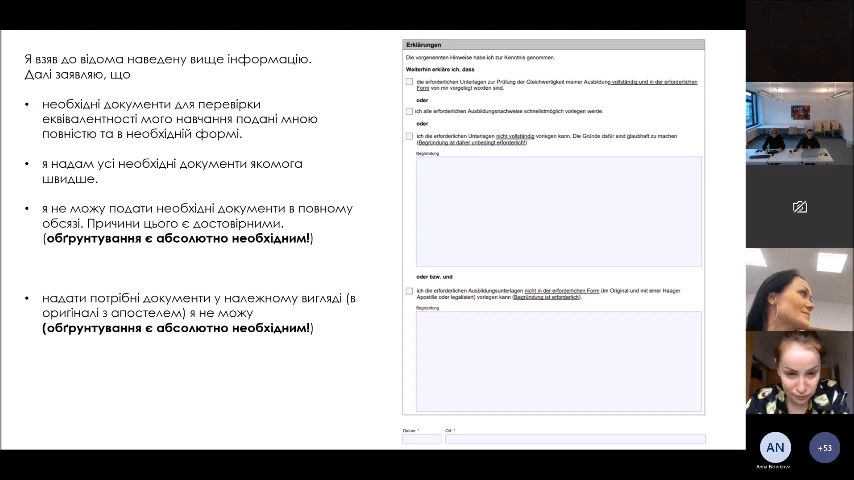 Я взяв до відома наведену вище інформацію.
Далі заявляю, що
• необхідні документи для перевірки
еквівалентності мого навчання подані мною
повністю та в необхідній формі.
• я надам усі необхідні документи якомога
швидше.
• я не можу подати необхідні документи в повному
обсязі. Причини цього є достовірними.
(обґрунтування є абсолютно необхідним!)
• надати потрібні документи у належному вигляді (в
оригіналі з апостелем) я не можу
(обґрунтування є абсолютно необхідним!)
Erklärungen
Die vorgenannten Hinweise habe ich zur Kenntnis genommen.
Weiterhin erkläre ich, dass
die erforderlichen Unterlagen zur Prüfung der Gleichwertigkeit meiner Ausbildung vollständig und in der erforderlichen
Form von mir vorgelegt worden sind.
oder
ich alle erforderlichen Ausbildungsnachweise schnellstmöglich vorlegen werde.
oder
ich die erforderlichen Unterlagen nicht vollständig vorlegen kann. Die Gründe dafür sind glaubhaft zu machen
(Begründung ist daher unbedingt erforderlich!)
Begründung
oder bzw. und
ich die erforderlichen Ausbildungsunterlagen nicht in der erforderlichen Form (im Original und mit einer Haager
Apostille oder legalisiert) vorlegen kann (Begründung ist erforderlich).
Begründung
Datum: *
Ort: *
AN
+53
Anna Novikova